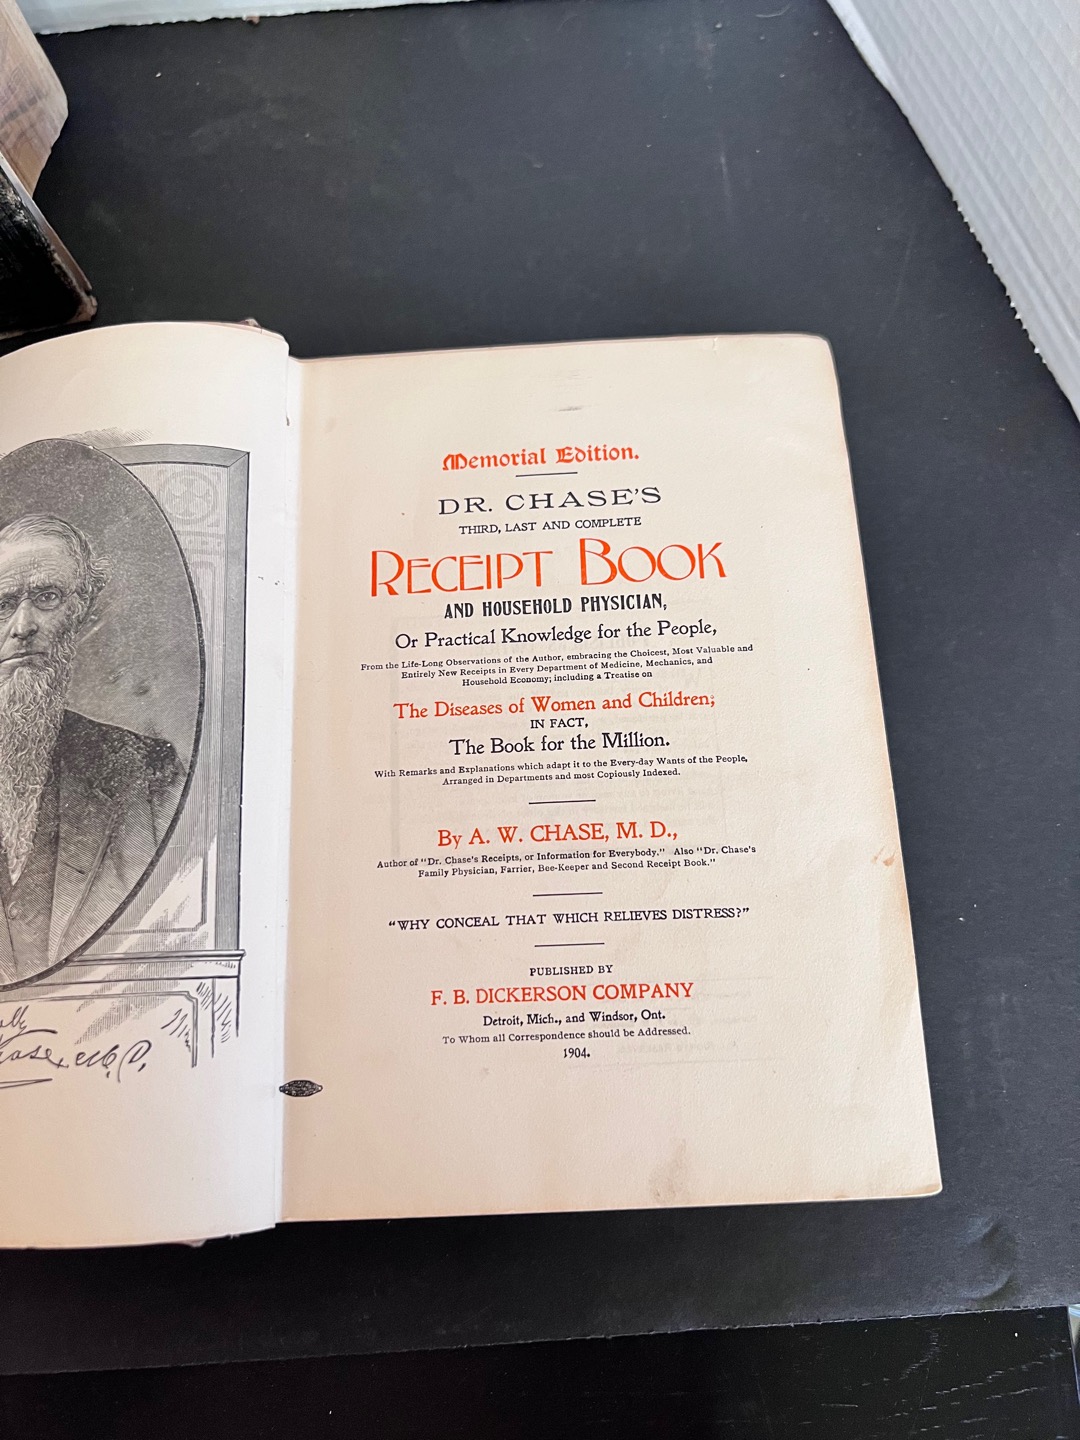 Memorial Edition.
DR. CHASE'S
THIRD, LAST AND COMPLETE
RECEIPT BOOK
AND HOUSEHOLD PHYSICIAN,
Or Practical Knowledge for the People,
From the Life-Long Observations of the Author, embracing the Choicest, Most Valuable and
Entirely New Receipts in Every Department of Medicine, Mechanics, and
Household Economy; including a Treatise on
The Diseases of Women and Children;
IN FACT,
The Book for the Million.
With Remarks and Explanations which adapt it to the Every-day Wants of the People,
Arranged in Departments and most Copiously Indexed.
By A. W. CHASE, M. D.,
Author of "Dr. Chase's Receipts, or Information for Everybody." Also "Dr. Chase's
Family Physician, Farrier, Bee-Keeper and Second Receipt Book."
"WHY CONCEAL THAT WHICH RELIEVES DISTRESS?"
PUBLISHED BY
F. B. DICKERSON COMPANY
Detroit, Mich., and Windsor, Ont.
To Whom all Correspondence should be Addressed.
1904.